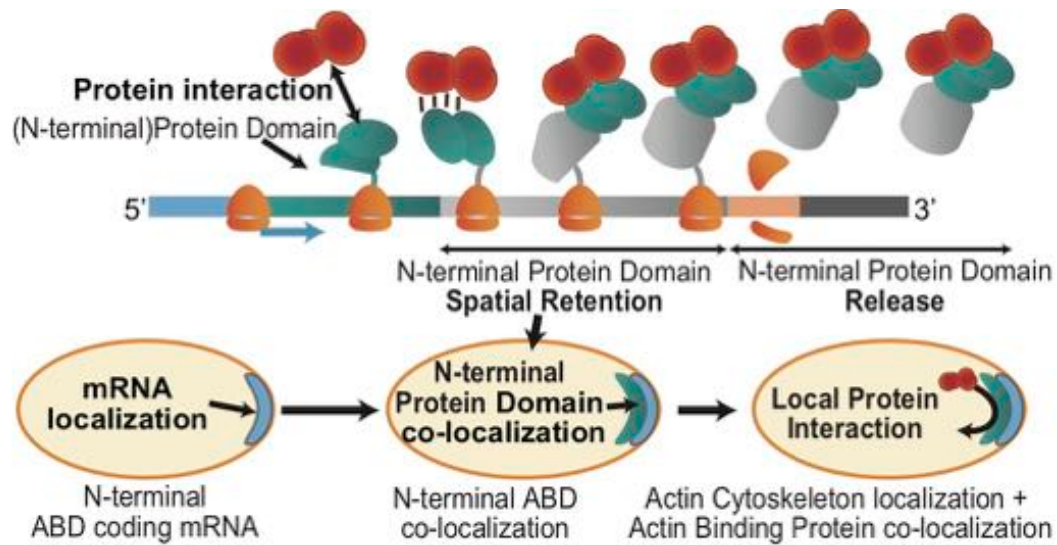 Protein interaction
(N-terminal)Protein Domain
5'
3'
N-terminal Protein Domain
Spatial Retention
N-terminal Protein Domain
Release
mRNA
localization
N-terminal
Protein Domain
co-localization
Local Protein
Interaction
N-terminal
ABD coding mRNA
N-terminal ABD
co-localization
Actin Cytoskeleton localization +
Actin Binding Protein co-localization